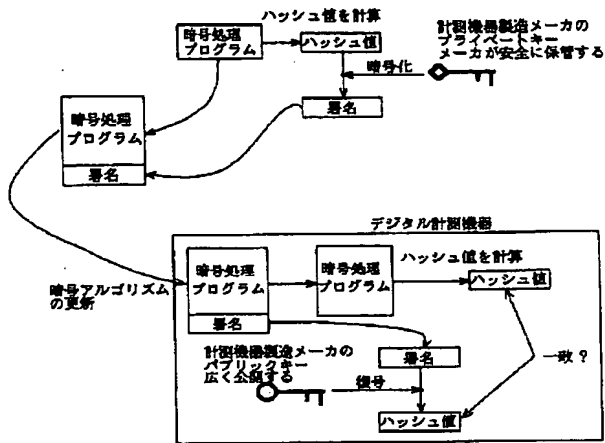 ハッシュ値を計算
暗号処理
プログラム
ハッシュ値
計測機器製造メーカの
プライベートキー
メーカが安全に保管する
暗号化
署名
暗号処理
プログラム
署名
デジタル計測機器
暗号アルゴリズム
の更新
暗号処理
プログラム
署名
暗号処理
プログラム
ハッシュ値を計算
ハッシュ値
計測機器製造メーカの
パブリックキー
広く公開する
署名
一致?
復号
ハッシュ値